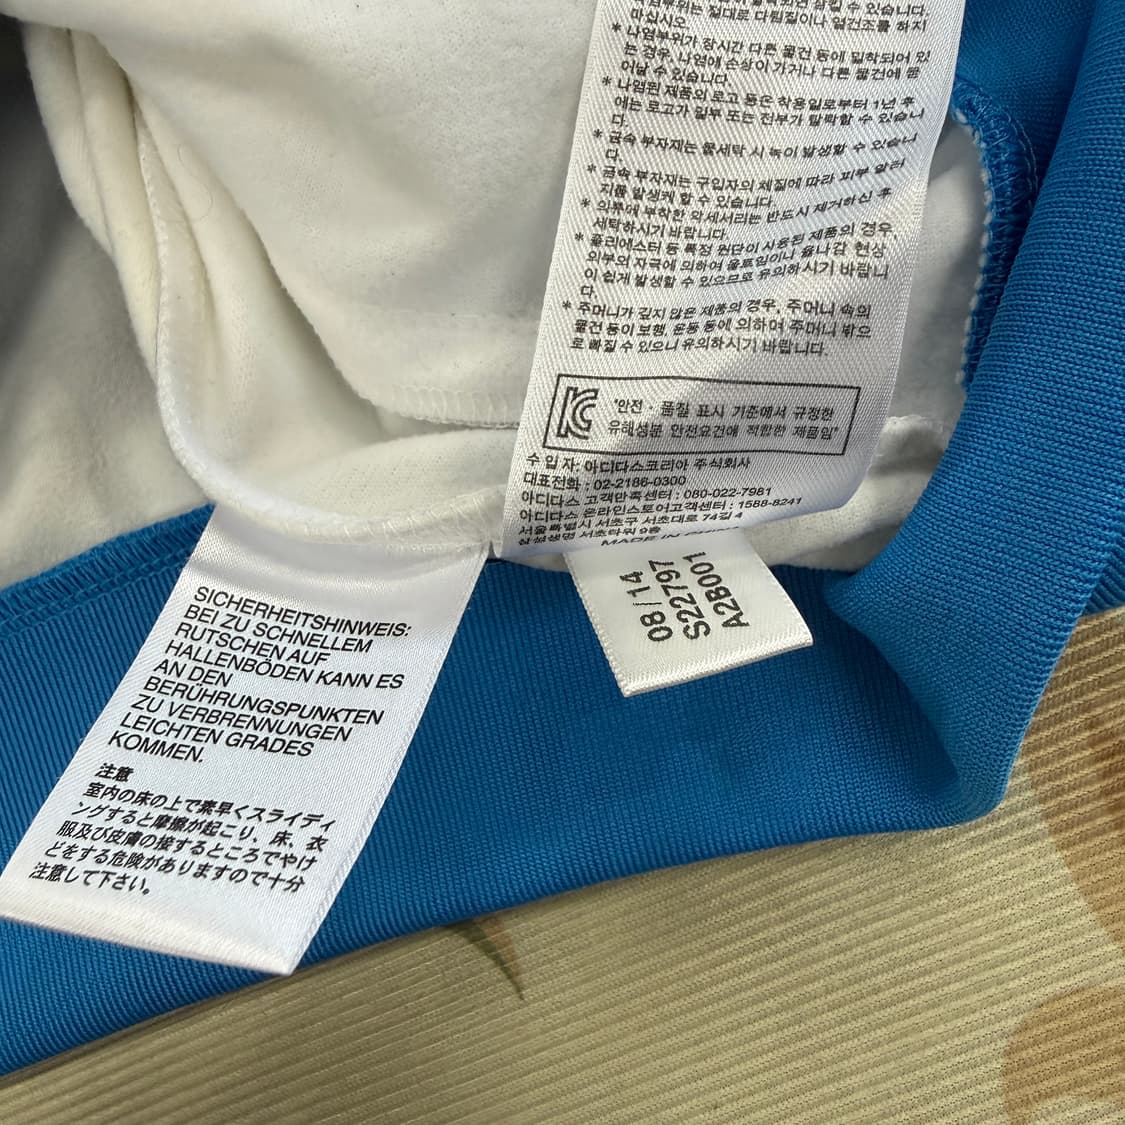 마십시오.
* 나염부위가 장시간 다른 물건 등에 밀착되어 있
는 경우, 나염에 손상이 가거나 다른 물건에 묻
어날 수 있습니다.
* 나염된 제품의 로고 등은 착용일로부터 1년 후
에는 로고가 일부 또는 전부가 탈락할 수 있습니
다.
* 금속 부자재는 물세탁 시 녹이 발생할 수 있습니
다.
* 금속 부자재는 구입자의 체질에 따라 피부 알러
지를 발생케 할 수 있습니다.
* 의류에 부착한 악세서리는 반드시 제거하신 후
세탁하시기 바랍니다.
* 폴리에스터 등 특정 원단이 사용된 제품의 경우,
외부의 자극에 의하여 올트임이나 올나감 현상
이 쉽게 발생할 수 있으므로 유의하시기 바랍니
다.
* 주머니가 깊지 않은 제품의 경우, 주머니 속의
물건 등이 보행, 운동 등에 의하여 주머니 밖으
로 빠질 수 있으니 유의하시기 바랍니다.
KC "안전 · 품질 표시 기준에서 규정한
유해성분 안전요건에 적합한 제품임"
수 입 자: 아디다스코리아 주식회사
대표전화 : 02-2186-0300
아디다스 고객만족센터 : 080-022-7981
아디다스 온라인스토어고객센터 : 1588-8241
서울특별시 서초구 서초대로 74길 4
삼성생명 서초타워 9층
MADE IN CHINA
08/14
S22797
A2B001
SICHERHEITSHINWEIS:
BEI ZU SCHNELLEM
RUTSCHEN AUF
HALLENBÖDEN KANN ES
AN DEN
BERÜHRUNGSPUNKTEN
ZU VERBRENNUNGEN
LEICHTEN GRADES
KOMMEN.
注意
室内の床の上で素早くスライディ
ングすると摩擦が起こり、床、衣
服及び皮膚の接するところでやけ
どをする危険がありますので十分
注意して下さい。